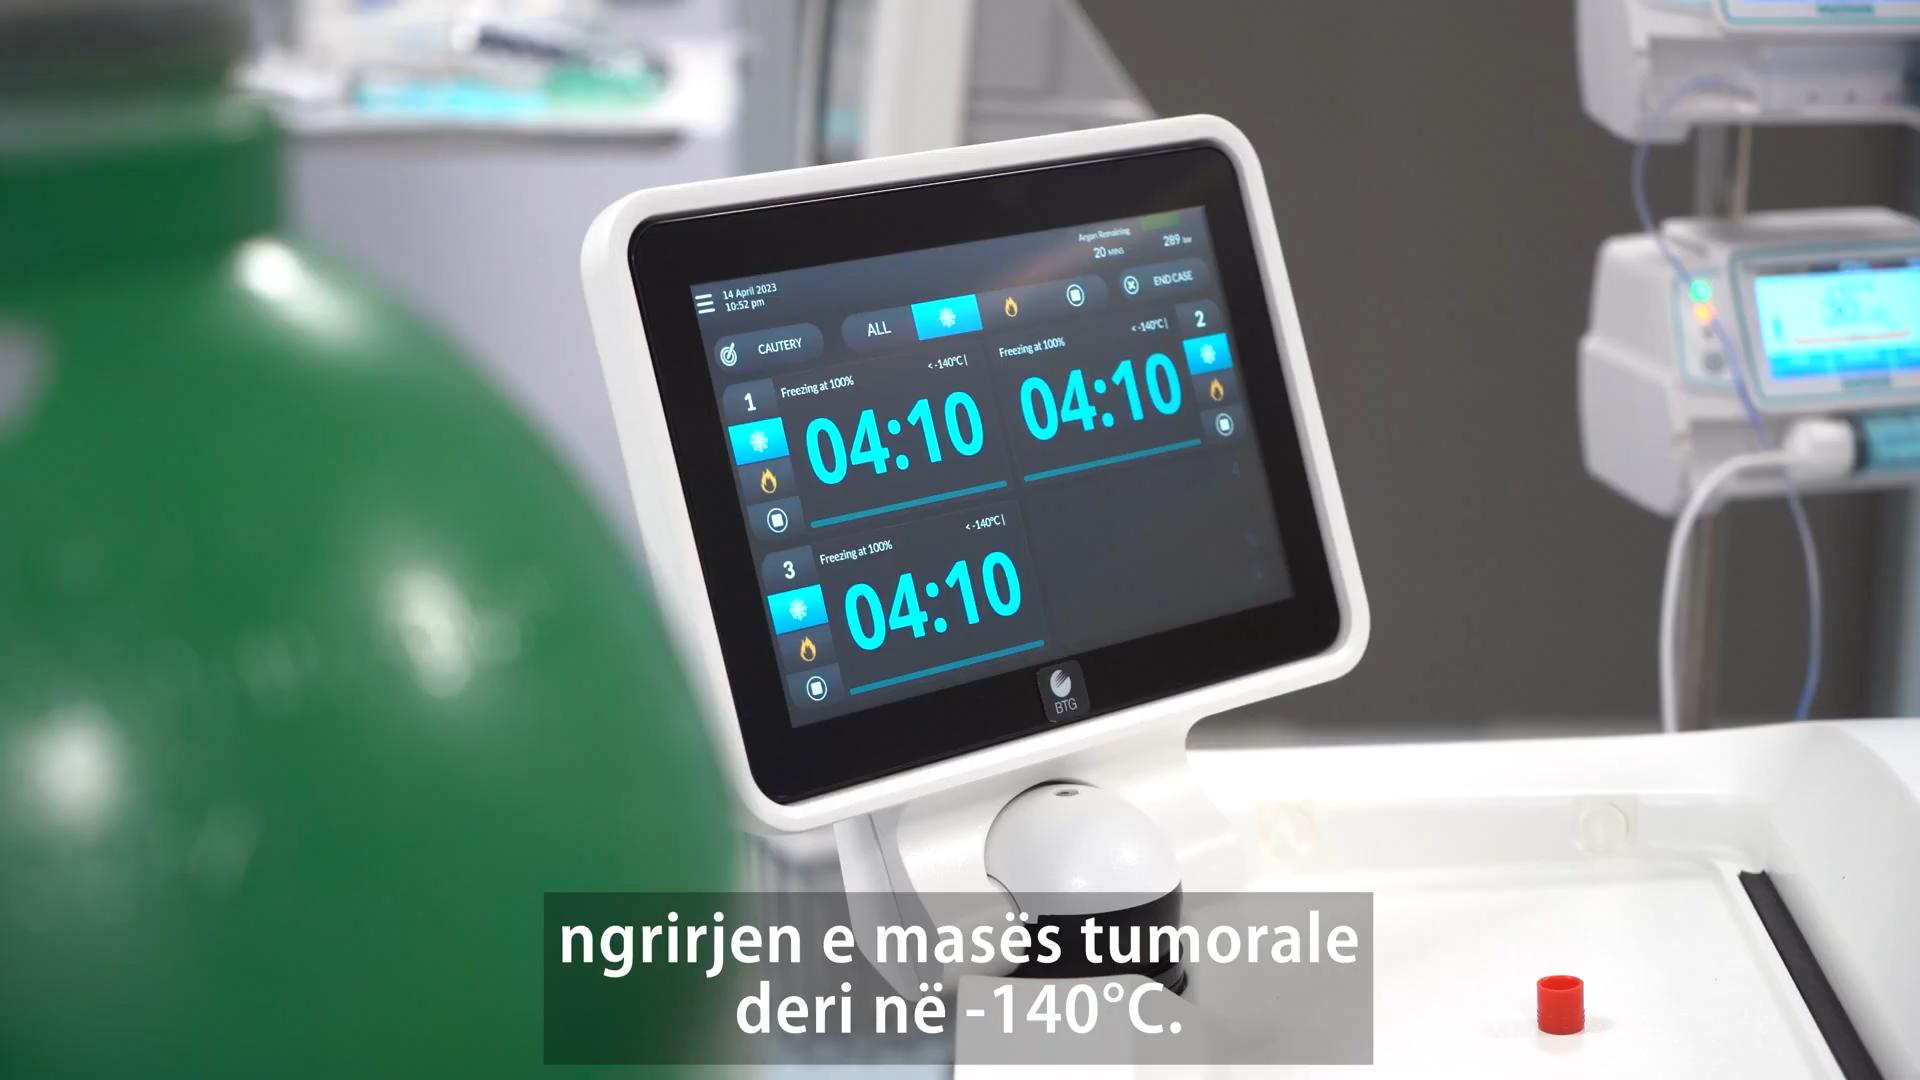 Argon Remaining
20 MINS
289 bar
14 April 2023
10:52 pm
CAUTERY
ALL
END CASE
1
Freezing at 100%
< -140°C |
04:10
Freezing at 100%
< -140°C |
2
04:10
3
Freezing at 100%
< -140°C |
04:10
4
BTG
ngrirjen e masës tumorale
deri në -140°C.